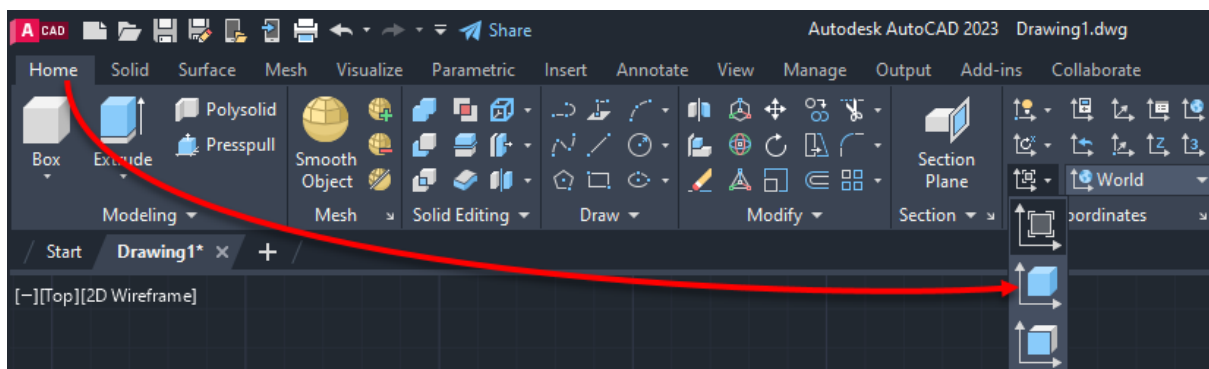 A CAD Share Autodesk AutoCAD 2023 Drawing1.dwg
Home Solid Surface Mesh Visualize Parametric Insert Annotate View Manage Output Add-ins Collaborate
Polysolid
Presspull
Box Extrude
Smooth
Object
Section
Plane
World
Modeling Mesh Solid Editing Draw Modify Section oordinates
Start Drawing1* × +
[−][Top][2D Wireframe]